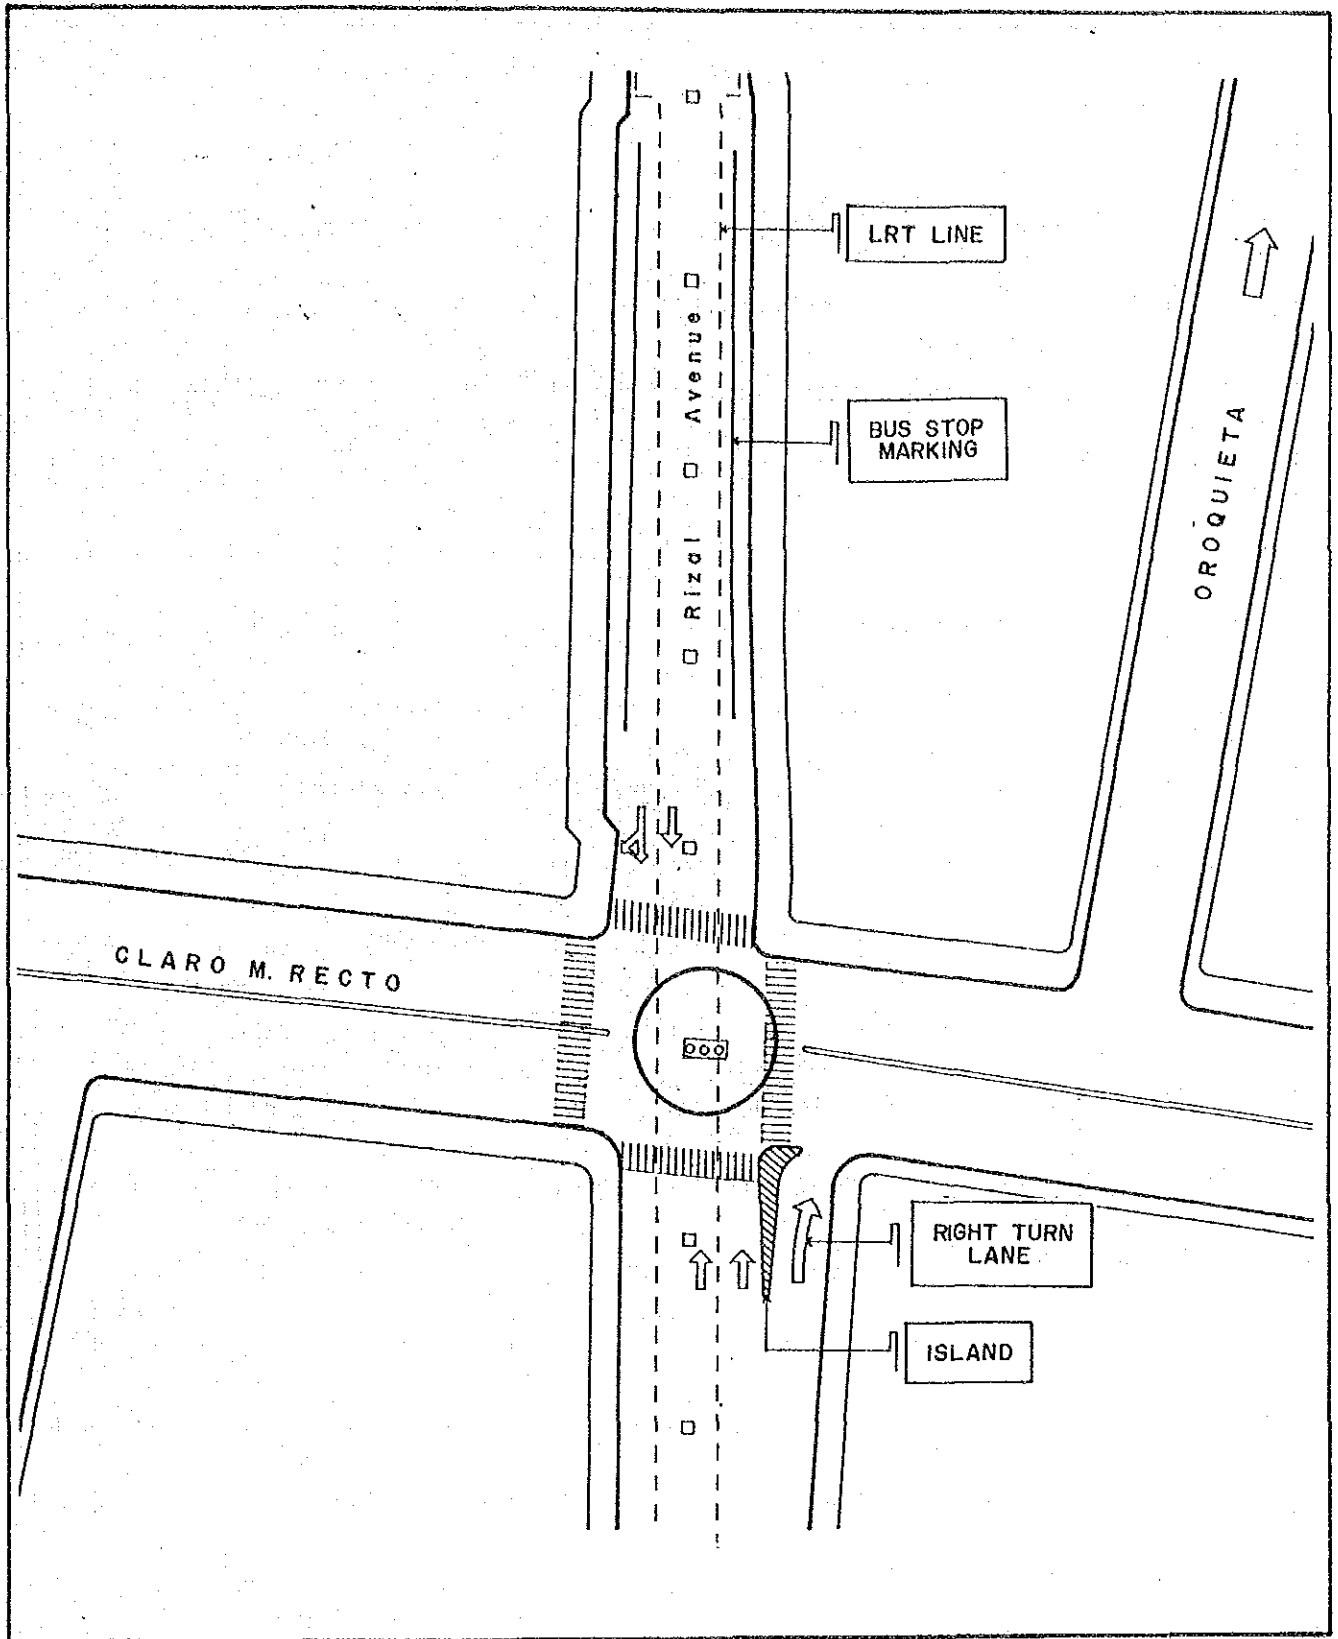 LRT LINE
Rizal Avenue
BUS STOP
MARKING
OROQUIETA
CLARO M. RECTO
RIGHT TURN
LANE
ISLAND